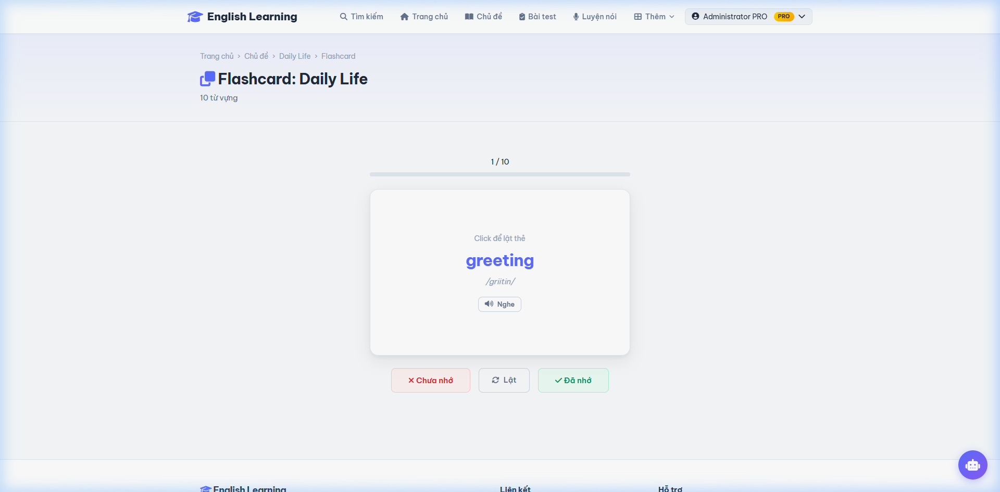 English Learning
Tìm kiếm
Trang chủ
Chủ đề
Bài test
Luyện nói
Thêm
Administrator PRO PRO
Trang chủ › Chủ đề › Daily Life › Flashcard
Flashcard: Daily Life
10 từ vựng
1 / 10
Click để lật thẻ
greeting
/griitin/
Nghe
Chưa nhớ
Lật
Đã nhớ
English Learning
Liên kết
Hỗ trợ